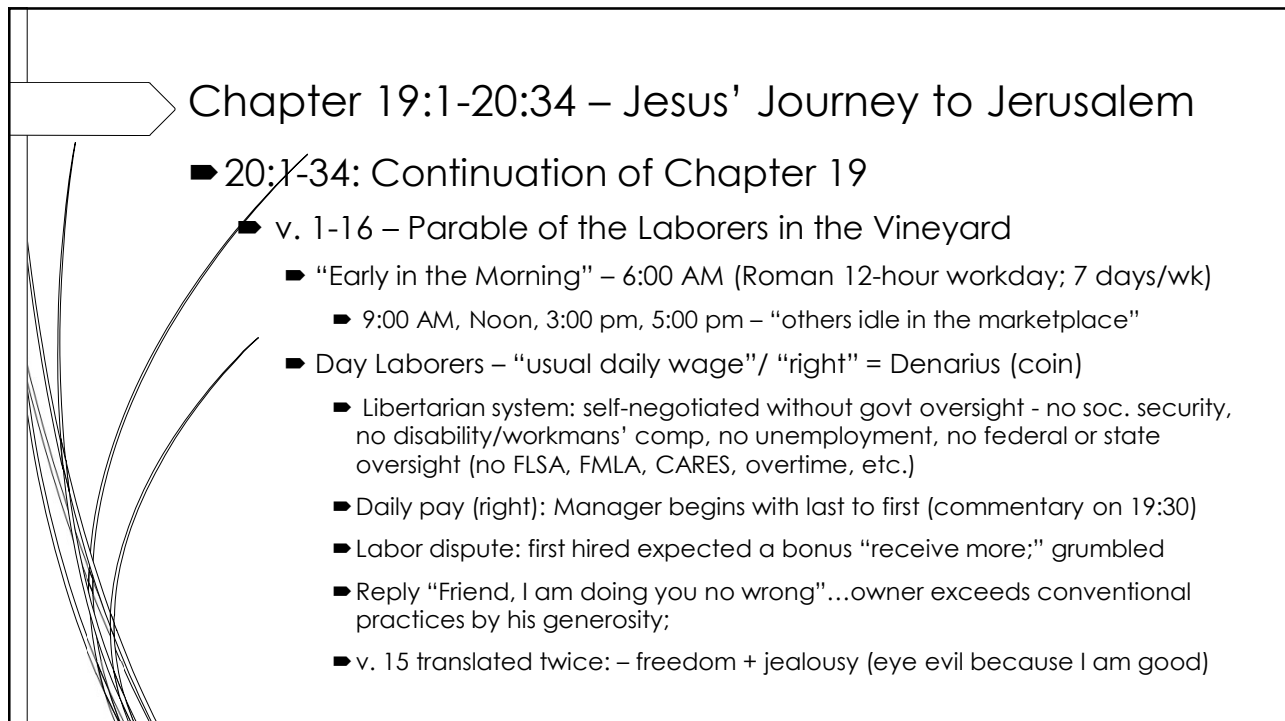 Chapter 19:1-20:34 – Jesus’ Journey to Jerusalem
20:1-34: Continuation of Chapter 19
v. 1-16 – Parable of the Laborers in the Vineyard
“Early in the Morning” – 6:00 AM (Roman 12-hour workday; 7 days/wk)
9:00 AM, Noon, 3:00 pm, 5:00 pm – “others idle in the marketplace”
Day Laborers – “usual daily wage”/ “right” = Denarius (coin)
Libertarian system: self-negotiated without govt oversight - no soc. security,
no disability/workmans’ comp, no unemployment, no federal or state
oversight (no FLSA, FMLA, CARES, overtime, etc.)
Daily pay (right): Manager begins with last to first (commentary on 19:30)
Labor dispute: first hired expected a bonus “receive more;” grumbled
Reply “Friend, I am doing you no wrong”…owner exceeds conventional
practices by his generosity;
v. 15 translated twice: – freedom + jealousy (eye evil because I am good)